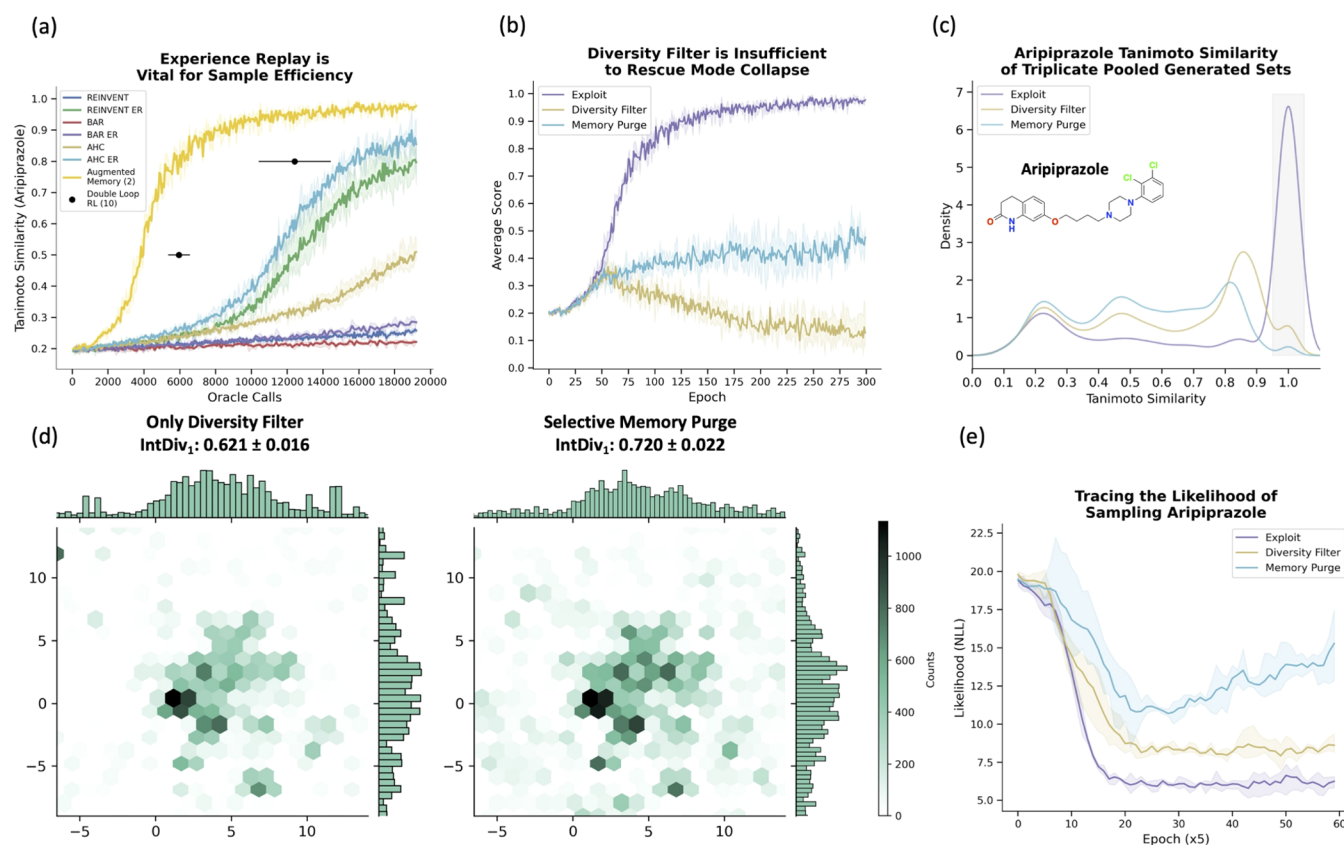 (a)
Experience Replay is
Vital for Sample Efficiency
REINVENT
REINVENT ER
BAR
BAR ER
AHC
AHC ER
Augmented
Memory (2)
Double Loop
RL (10)
1.0
0.9
0.8
0.7
0.6
0.5
0.4
0.3
0.2
Tanimoto Similarity (Aripiprazole)
0 2000 4000 6000 8000 10000 12000 14000 16000 18000 20000
Oracle Calls
(b)
Diversity Filter is Insufficient
to Rescue Mode Collapse
Exploit
Diversity Filter
Memory Purge
1.0
0.9
0.8
0.7
0.6
0.5
0.4
0.3
0.2
0.1
0.0
Average Score
0 25 50 75 100 125 150 175 200 225 250 275 300
Epoch
(c)
Aripiprazole Tanimoto Similarity
of Triplicate Pooled Generated Sets
Exploit
Diversity Filter
Memory Purge
Aripiprazole
Cl
Cl
N
N
O
N
H
O
7
6
5
4
3
2
1
0
Density
0.0 0.1 0.2 0.3 0.4 0.5 0.6 0.7 0.8 0.9 1.0
Tanimoto Similarity
(d)
Only Diversity Filter
IntDiv1: 0.621 ± 0.016
10
5
0
−5
−5 0 5 10
Selective Memory Purge
IntDiv1: 0.720 ± 0.022
10
5
0
−5
−5 0 5 10
1000
800
600
400
200
0
Counts
(e)
Tracing the Likelihood of
Sampling Aripiprazole
Exploit
Diversity Filter
Memory Purge
22.5
20.0
17.5
15.0
12.5
10.0
7.5
5.0
Likelihood (NLL)
0 10 20 30 40 50 60
Epoch (x5)